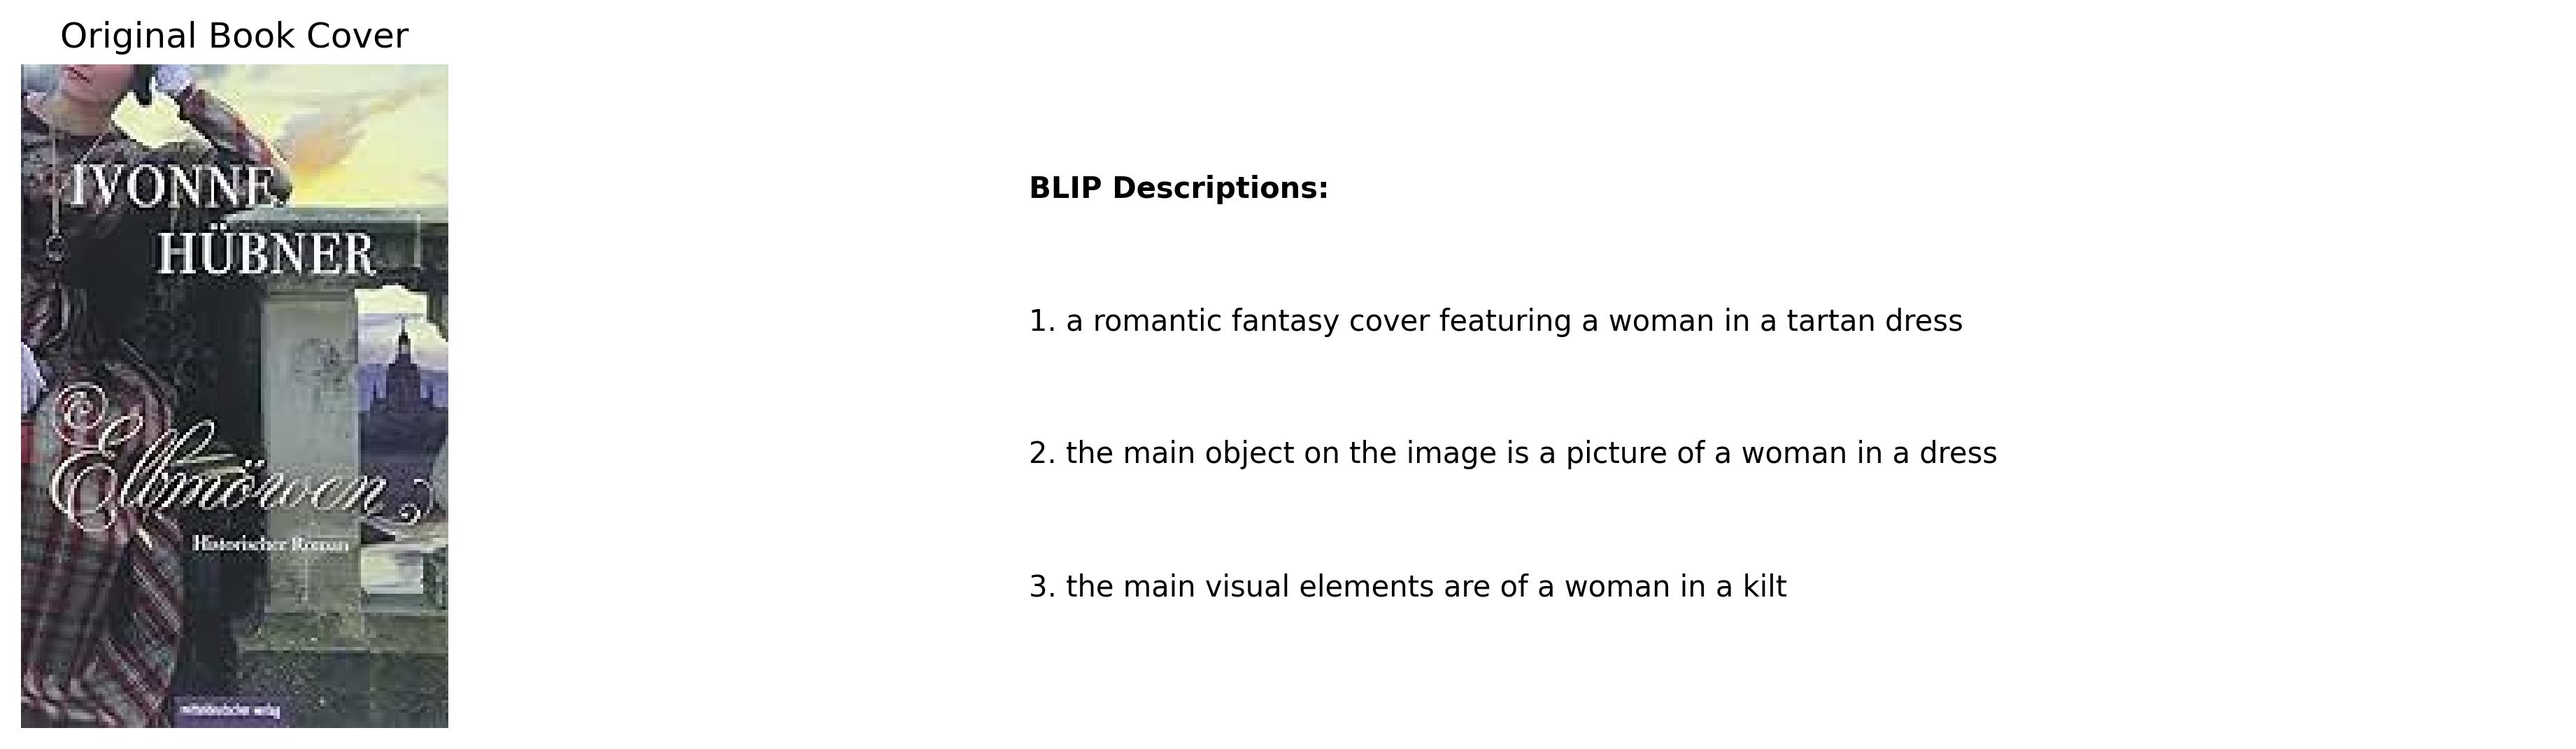 Original Book Cover
IVONNE
HÜBNER
Elbmöwen
Historischer Roman
mitteldeutscher verlag
BLIP Descriptions:
1. a romantic fantasy cover featuring a woman in a tartan dress
2. the main object on the image is a picture of a woman in a dress
3. the main visual elements are of a woman in a kilt